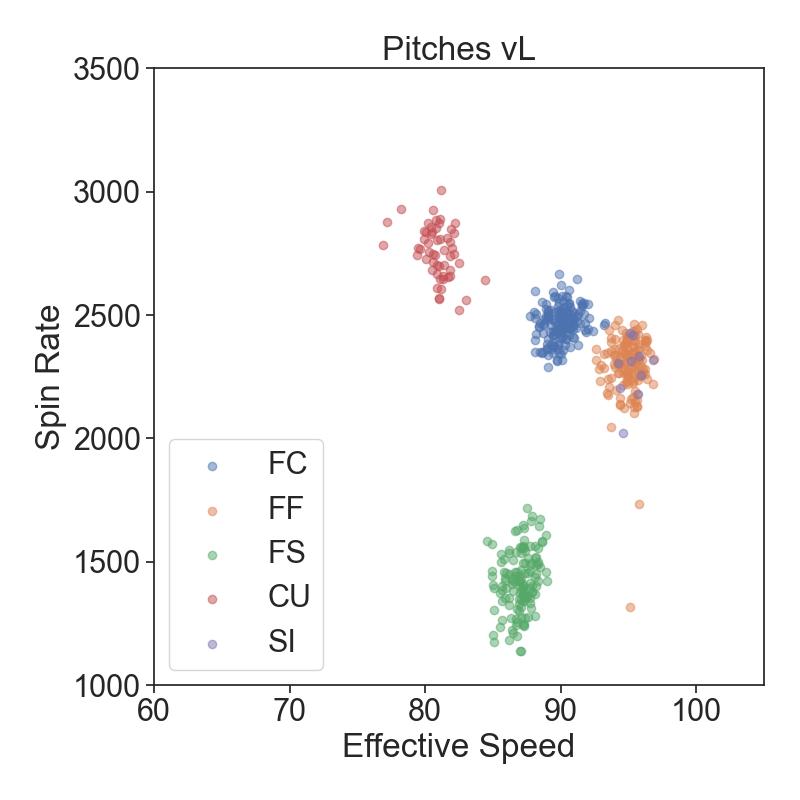 Pitches vL
3500
3000
2500
2000
1500
1000
Spin Rate
FC
FF
FS
CU
SI
60 70 80 90 100
Effective Speed